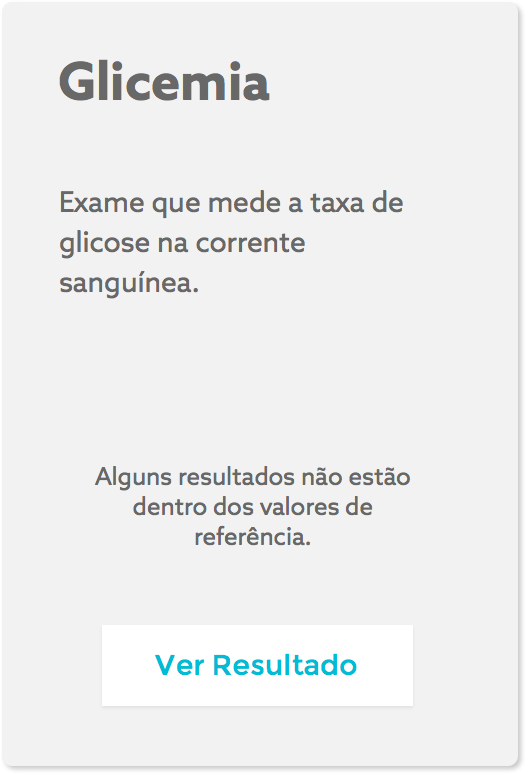 Glicemia
Exame que mede a taxa de
glicose na corrente
sanguínea.
Alguns resultados não estão
dentro dos valores de
referência.
Ver Resultado